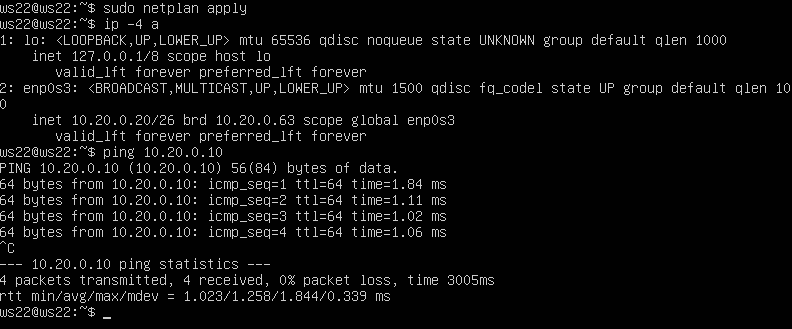 ws22@ws22:~$ sudo netplan apply
ws22@ws22:~$ ip -4 a
1: lo: <LOOPBACK,UP,LOWER_UP> mtu 65536 qdisc noqueue state UNKNOWN group default qlen 1000
    inet 127.0.0.1/8 scope host lo
       valid_lft forever preferred_lft forever
2: enp0s3: <BROADCAST,MULTICAST,UP,LOWER_UP> mtu 1500 qdisc fq_codel state UP group default qlen 100
0
    inet 10.20.0.20/26 brd 10.20.0.63 scope global enp0s3
       valid_lft forever preferred_lft forever
ws22@ws22:~$ ping 10.20.0.10
PING 10.20.0.10 (10.20.0.10) 56(84) bytes of data.
64 bytes from 10.20.0.10: icmp_seq=1 ttl=64 time=1.84 ms
64 bytes from 10.20.0.10: icmp_seq=2 ttl=64 time=1.11 ms
64 bytes from 10.20.0.10: icmp_seq=3 ttl=64 time=1.02 ms
64 bytes from 10.20.0.10: icmp_seq=4 ttl=64 time=1.06 ms
^C
--- 10.20.0.10 ping statistics ---
4 packets transmitted, 4 received, 0% packet loss, time 3005ms
rtt min/avg/max/mdev = 1.023/1.258/1.844/0.339 ms
ws22@ws22:~$ _